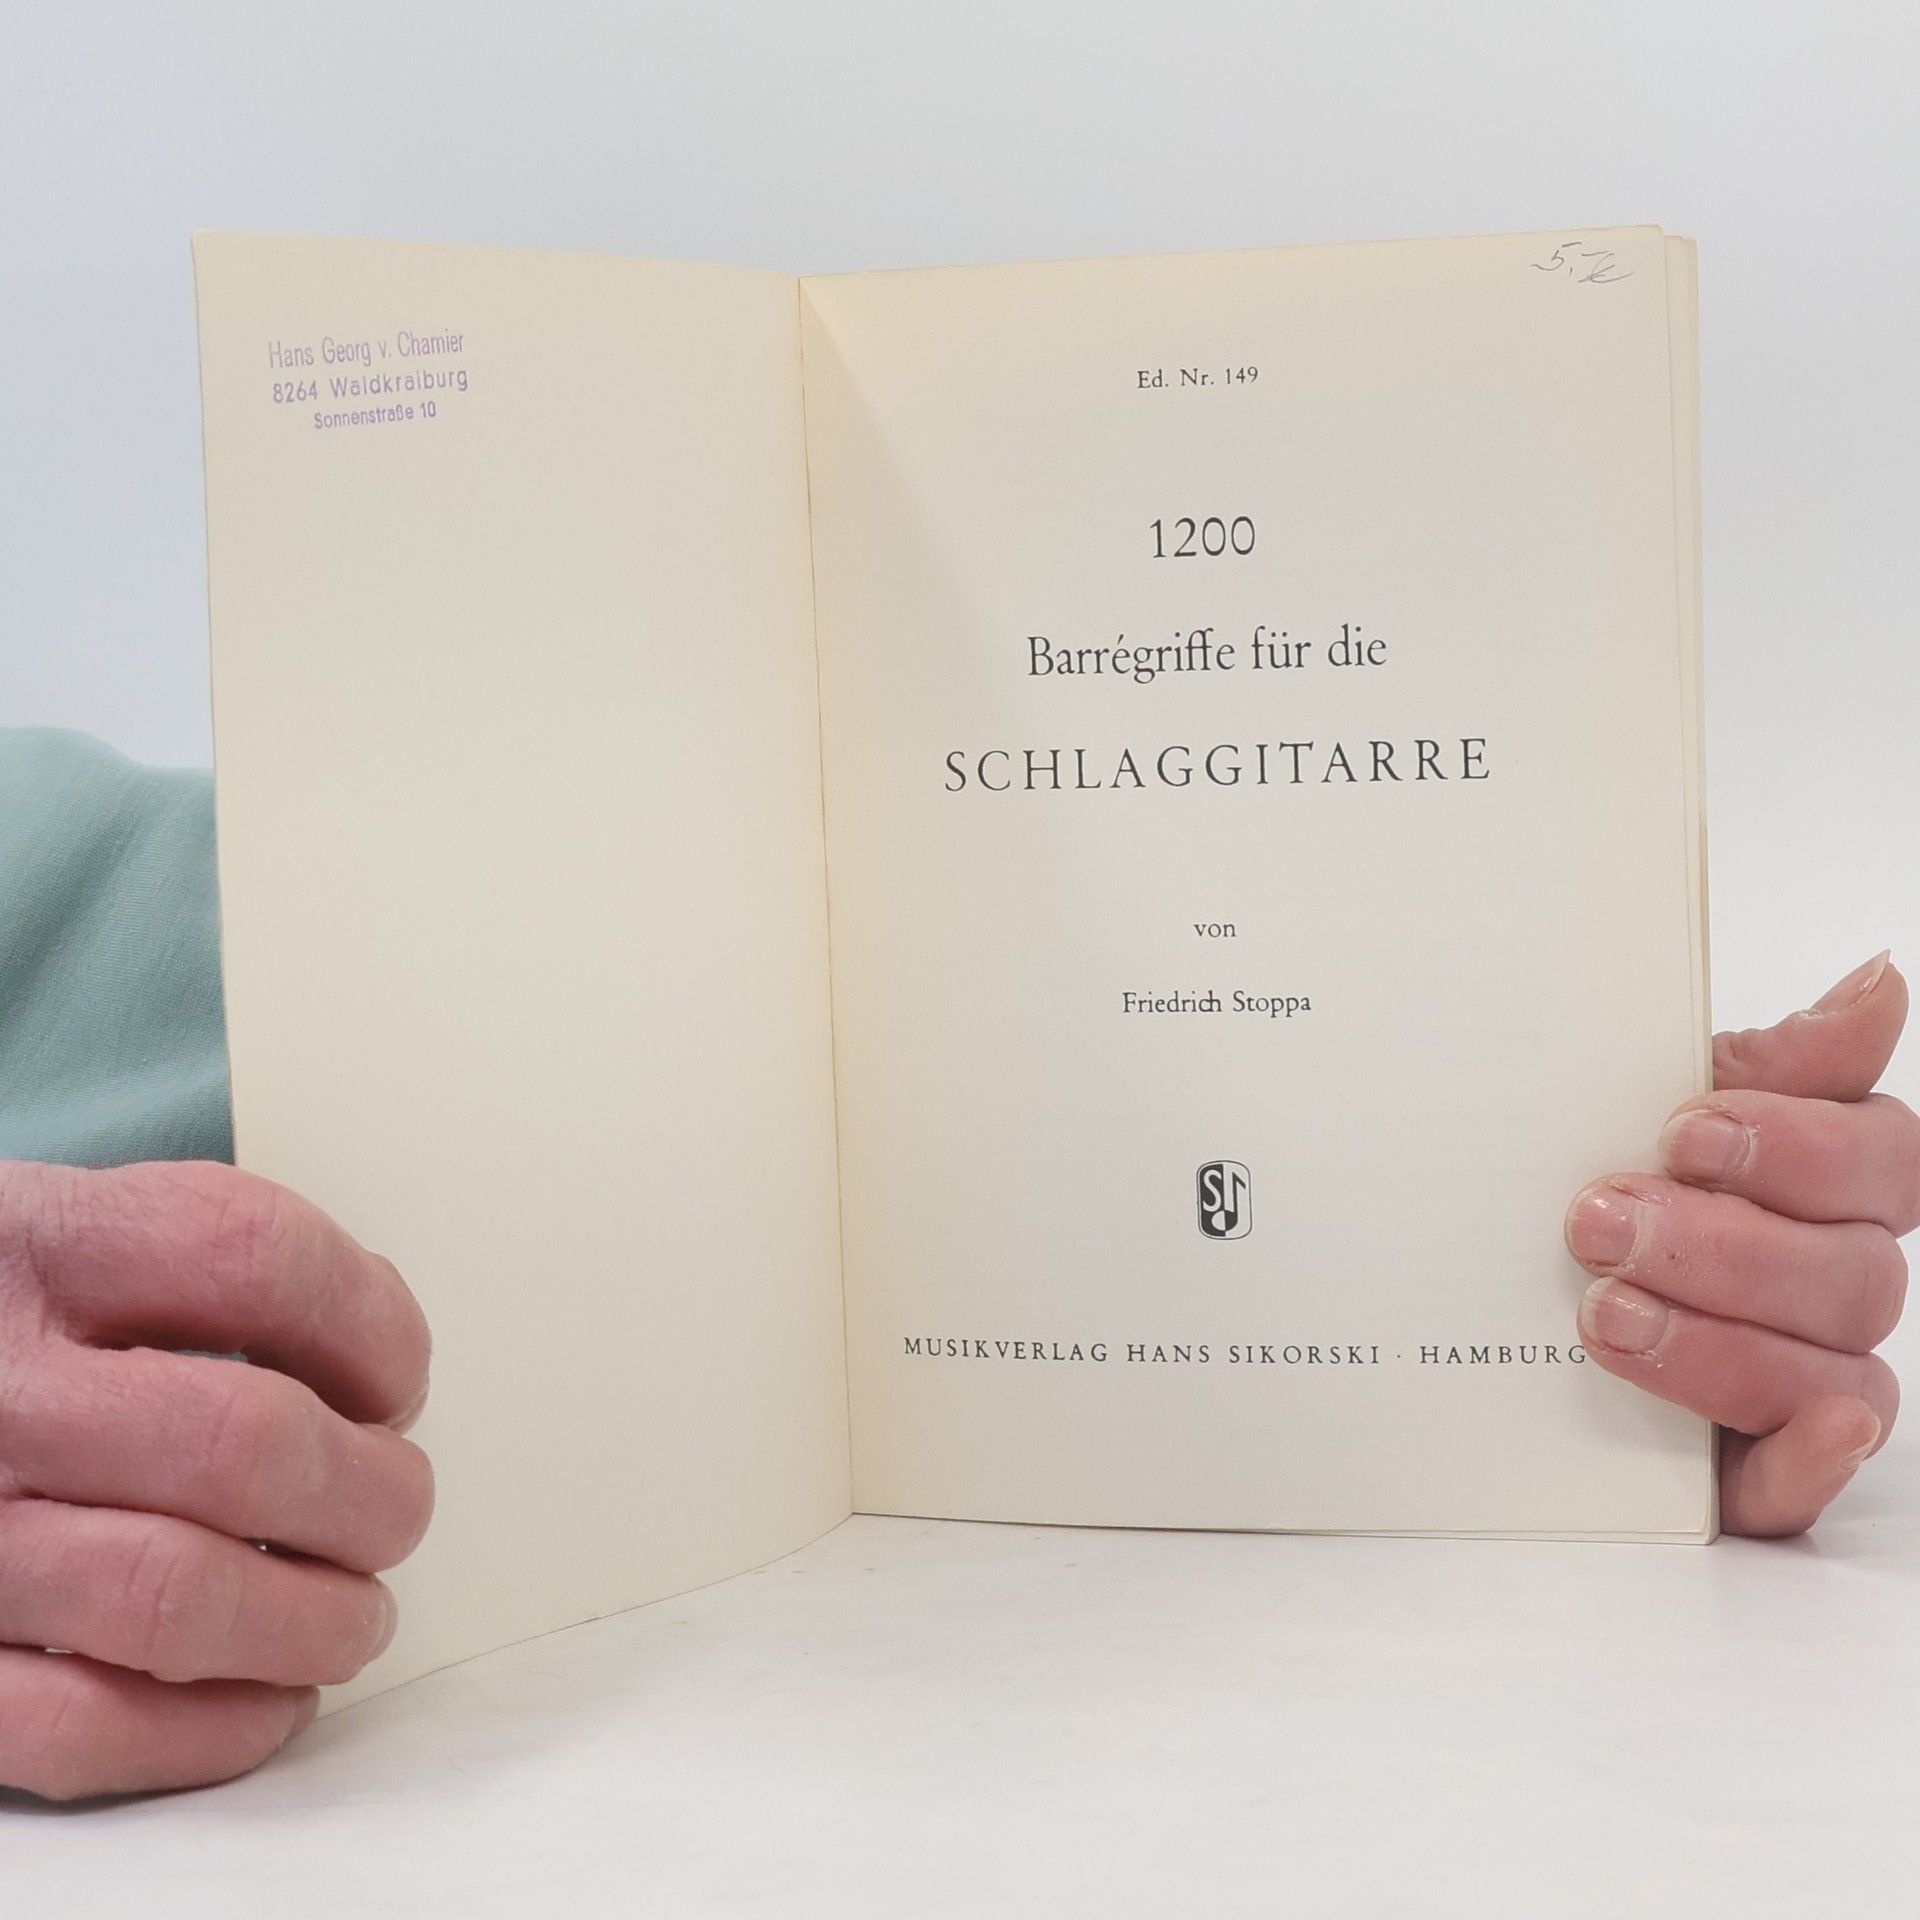 Hans Georg v. Chamier
8264 Waldkraiburg
Sonnenstraße 10
5,-€
Ed. Nr. 149
1200
Barrégriffe für die
SCHLAGGITARRE
von
Friedrich Stoppa
MUSIKVERLAG HANS SIKORSKI · HAMBURG